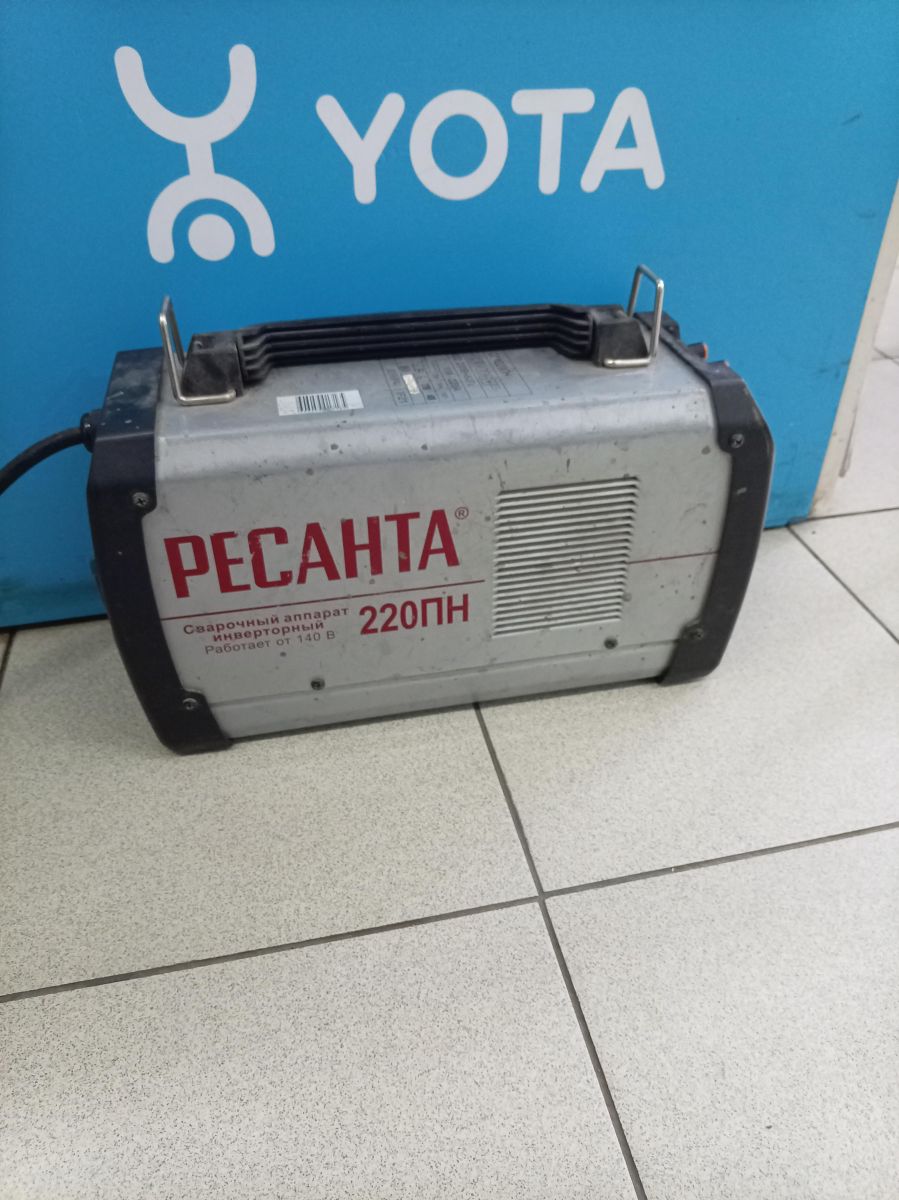 YOTA
РЕСАНТА®
Сварочный аппарат
инверторный
220ПН
Работает от 140 В